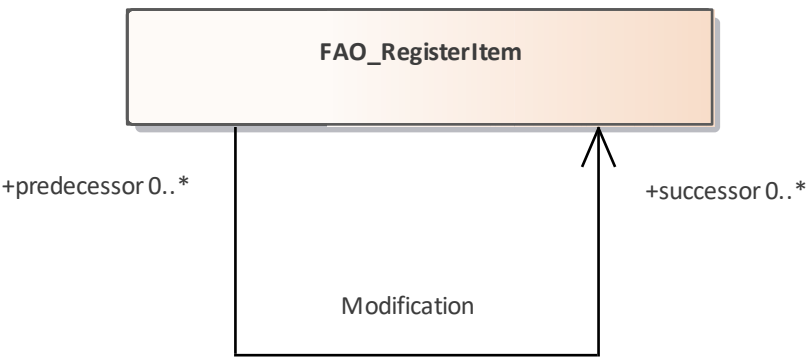 FAO_RegisterItem
+predecessor 0..*
+successor 0..*
Modification